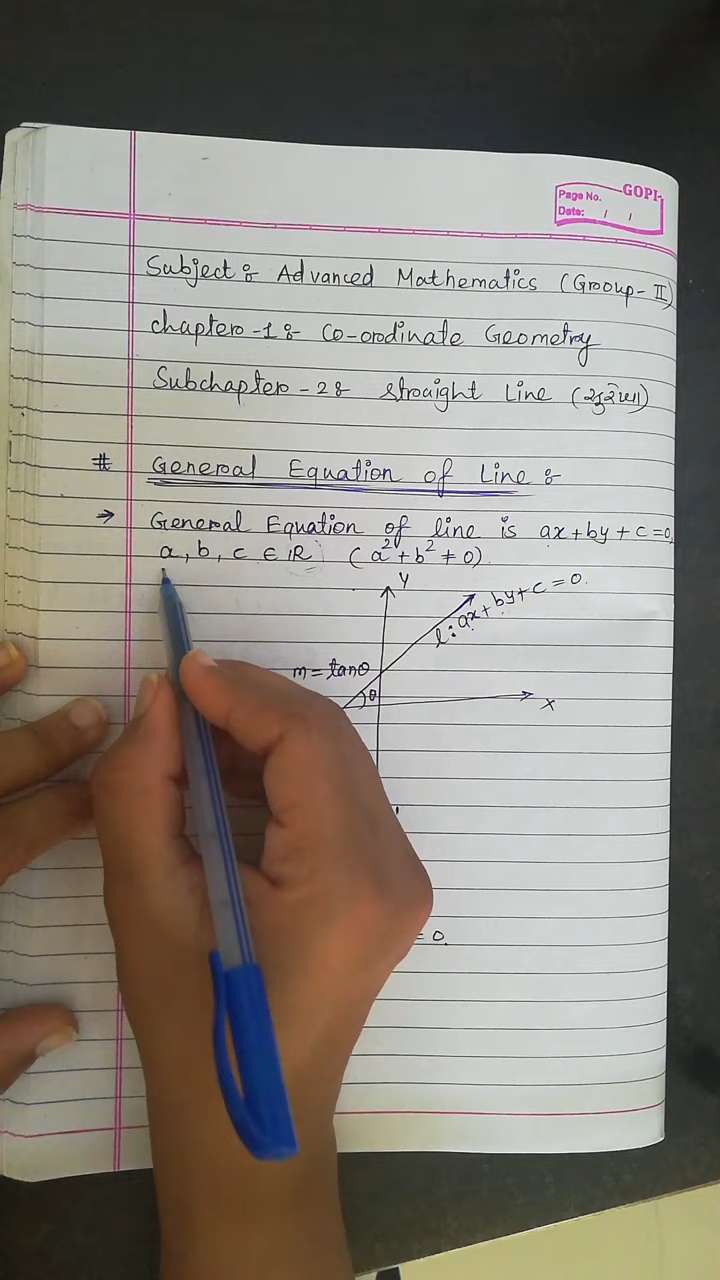 GOPI
Page No.
Date: / /
Subject : Advanced Mathematics (Group-II)
chapter-1 : Co-ordinate Geometry
Subchapter-2 : straight Line (સુરેખા)
# General Equation of Line :
→ General Equation of line is ax+by+c=0,
a, b, c ∈ IR (a²+b²≠0).
Y
l: ax+by+c=0.
m=tanθ
θ
X
= 0.